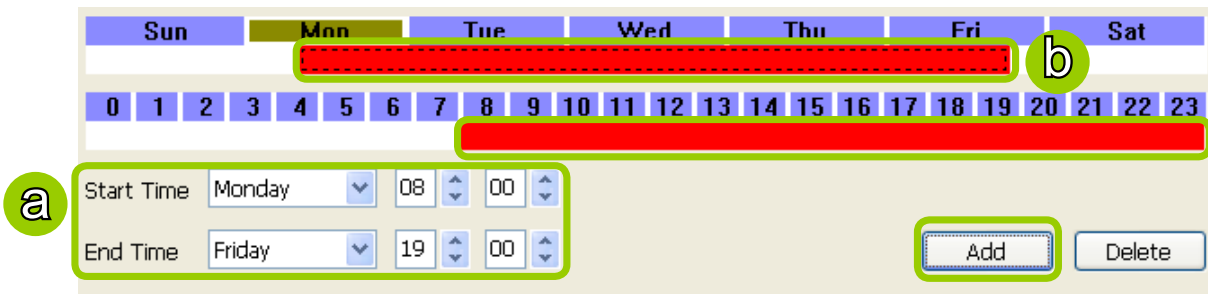 Sun Mon Tue Wed Thu Fri Sat
b
0 1 2 3 4 5 6 7 8 9 10 11 12 13 14 15 16 17 18 19 20 21 22 23
a
Start Time Monday 08 00
End Time Friday 19 00 Add Delete